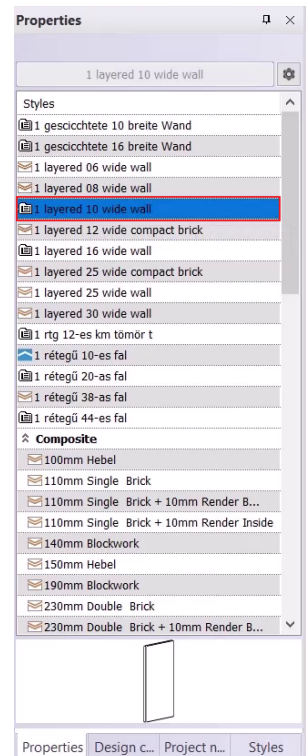 Properties
1 layered 10 wide wall
Styles
1 gescicchtete 10 breite Wand
1 gescicchtete 16 breite Wand
1 layered 06 wide wall
1 layered 08 wide wall
1 layered 10 wide wall
1 layered 12 wide compact brick
1 layered 16 wide wall
1 layered 25 wide compact brick
1 layered 25 wide wall
1 layered 30 wide wall
1 rtg 12-es km tömör t
1 rétegű 10-es fal
1 rétegű 20-as fal
1 rétegű 38-as fal
1 rétegű 44-es fal
Composite
100mm Hebel
110mm Single Brick
110mm Single Brick + 10mm Render B...
110mm Single Brick + 10mm Render Inside
140mm Blockwork
150mm Hebel
190mm Blockwork
230mm Double Brick
230mm Double Brick + 10mm Render B...
Properties Design c... Project n... Styles